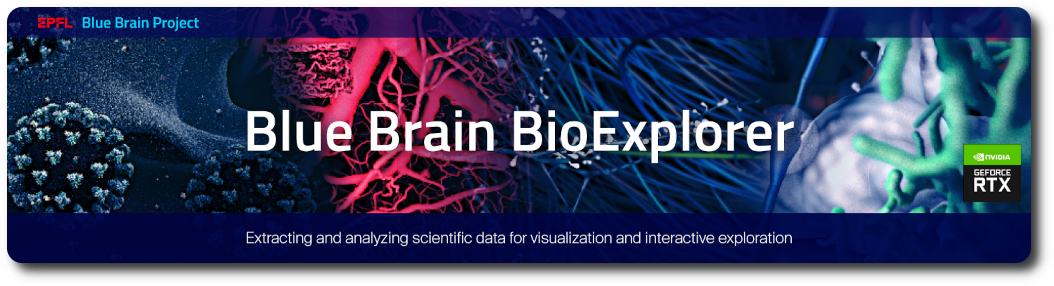 EPFL Blue Brain Project
Blue Brain BioExplorer
NVIDIA
GEFORCE
RTX
Extracting and analyzing scientific data for visualization and interactive exploration